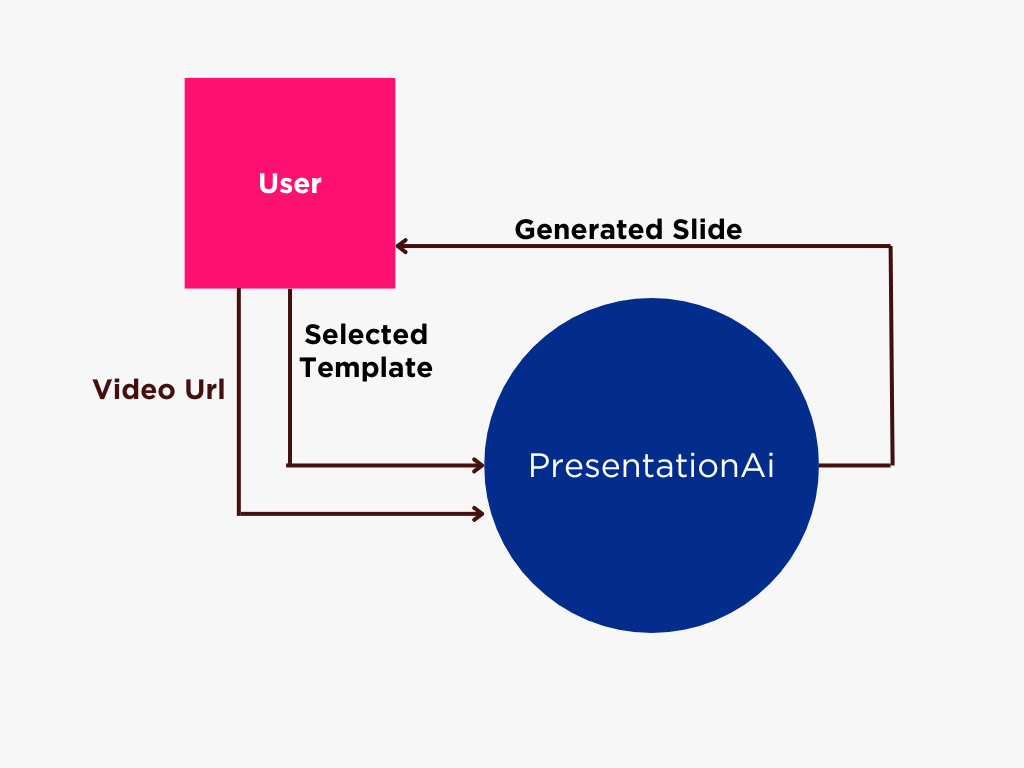 User
Generated Slide
Selected
Template
Video Url
PresentationAi